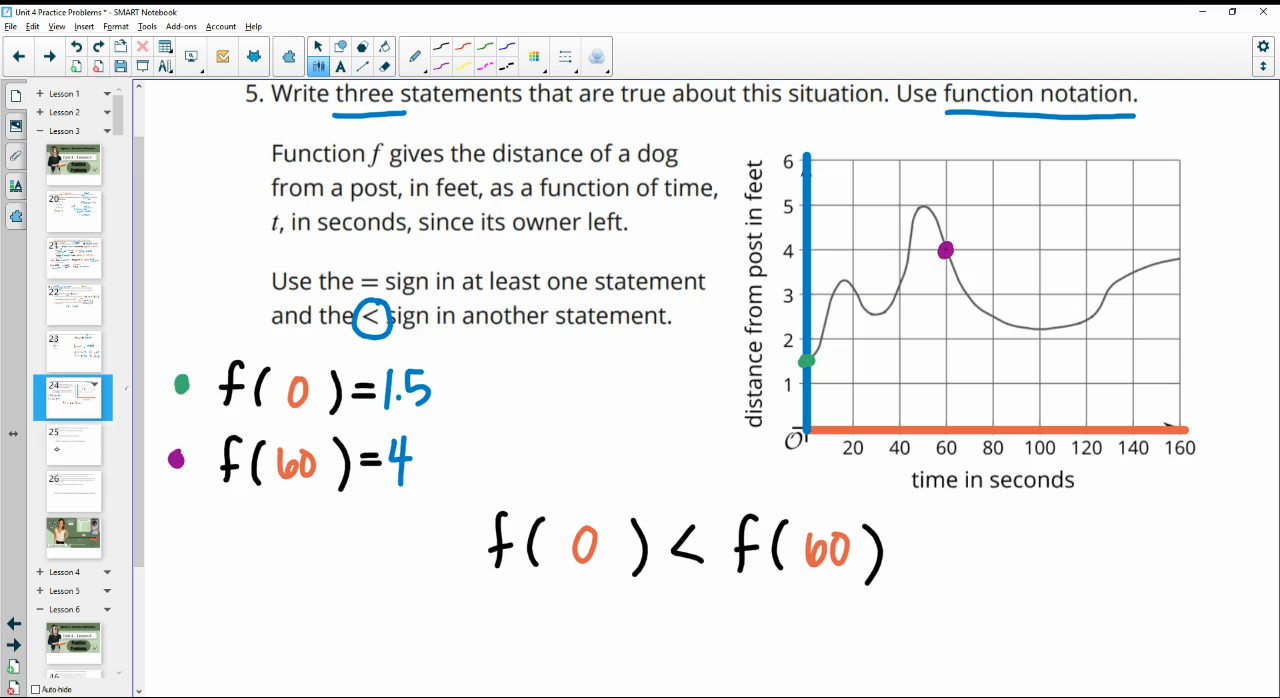 Unit 4 Practice Problems * - SMART Notebook
File Edit View Insert Format Tools Add-ons Account Help
Lesson 1
Lesson 2
Lesson 3
20
21
22
23
24
25
26
Lesson 4
Lesson 5
Lesson 6
Auto-hide
5. Write three statements that are true about this situation. Use function notation.
Function f gives the distance of a dog
from a post, in feet, as a function of time,
t, in seconds, since its owner left.
Use the = sign in at least one statement
and the < sign in another statement.
f( 0 ) = 1.5
f( 60 ) = 4
f( 0 ) < f( 60 )
distance from post in feet
6
5
4
3
2
1
O
20 40 60 80 100 120 140 160
time in seconds